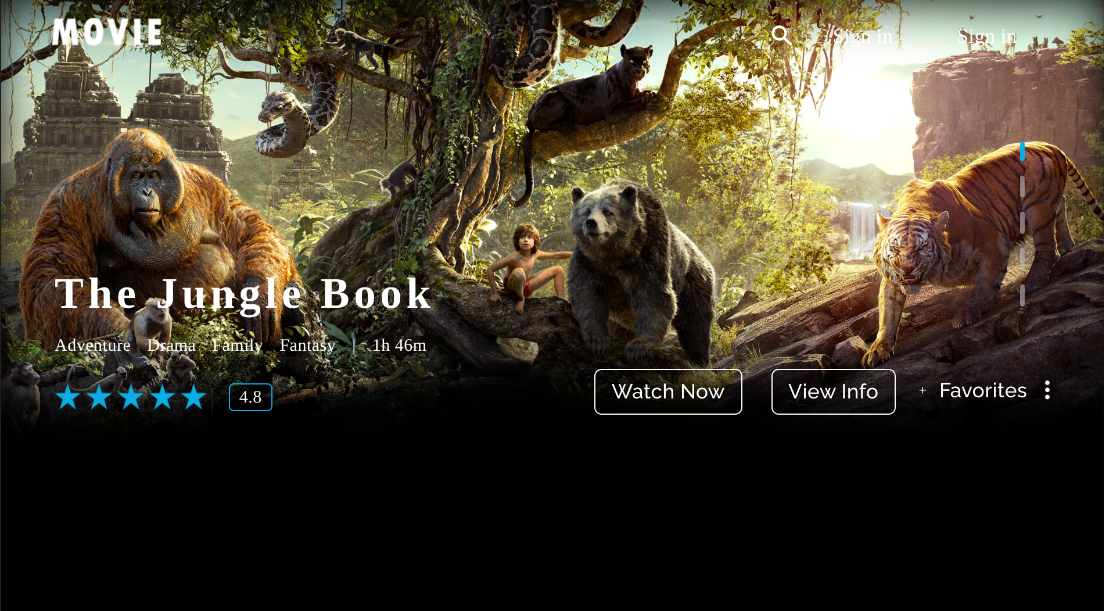 MOVIE
Sign in Sign in
The Jungle Book
Adventure Drama Family Fantasy | 1h 46m
4.8
Watch Now View Info + Favorites